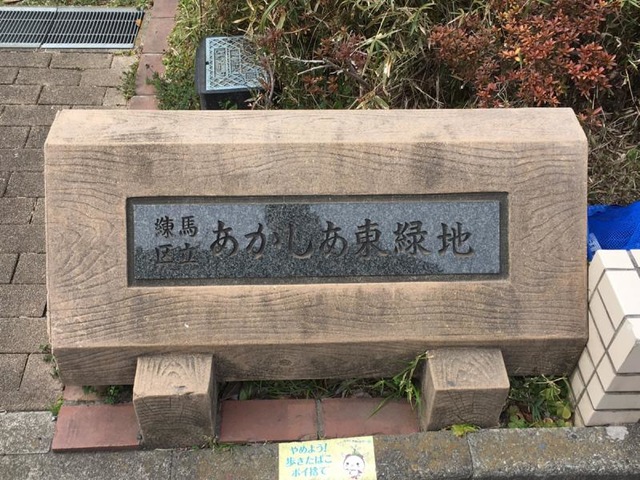 練馬
区立
あかしあ東緑地
やめよう!
歩きたばこ
ポイ捨て